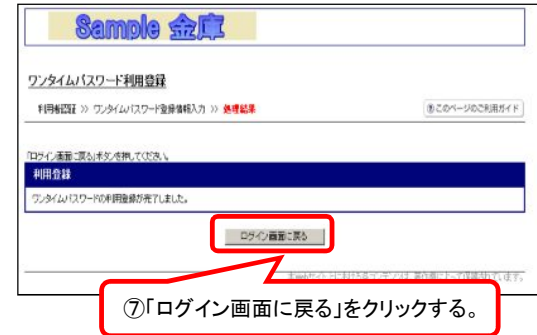 Sample 金庫
ワンタイムパスワード利用登録
利用者認証 >> ワンタイムパスワード登録情報入力 >> 処理結果
このページのご利用ガイド
「ログイン画面に戻る」ボタンを押してください。
利用登録
ワンタイムパスワードの利用登録が完了しました。
ログイン画面に戻る
⑦「ログイン画面に戻る」をクリックする。